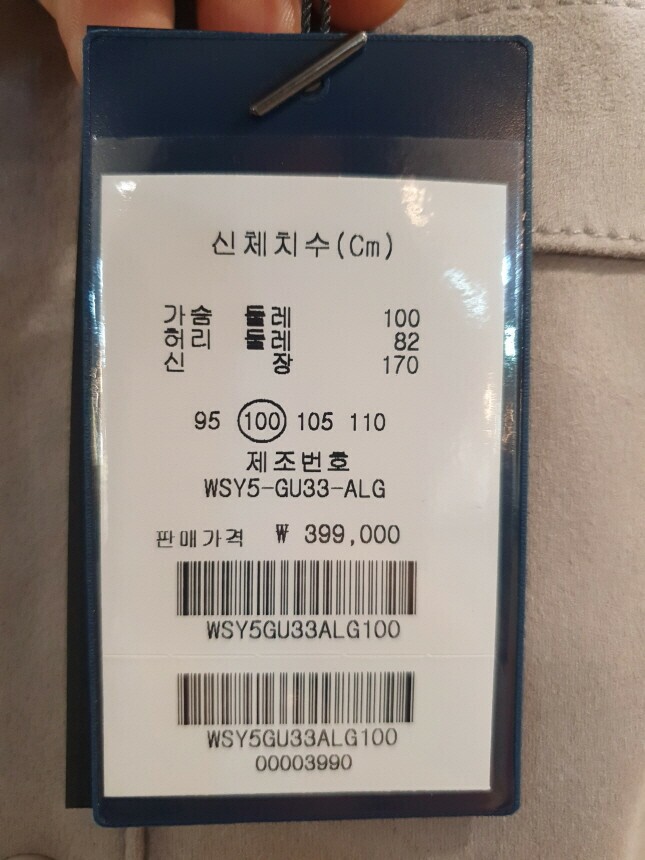 신체치수(Cm)
가슴 둘레 100
허리 둘레 82
신 장 170
95 100 105 110
제조번호
WSY5-GU33-ALG
판매가격 ₩ 399,000
WSY5GU33ALG100
WSY5GU33ALG100
00003990